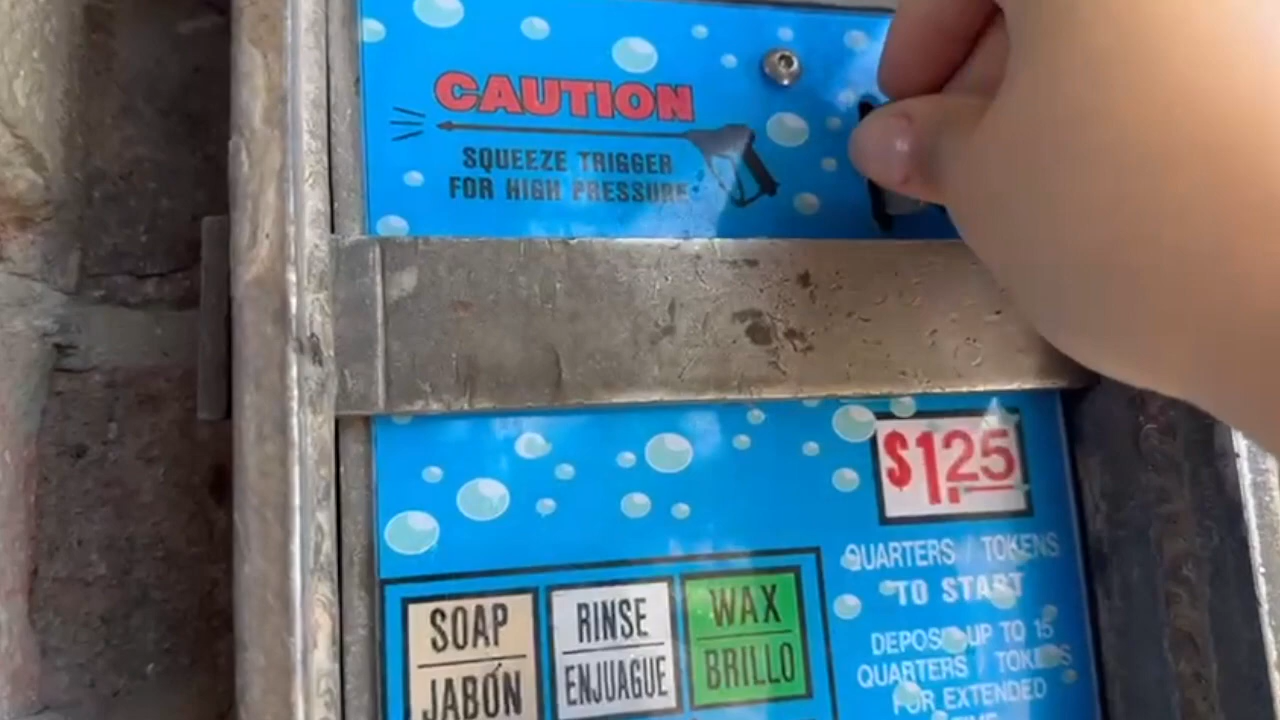 CAUTION
SQUEEZE TRIGGER
FOR HIGH PRESSURE
$1.25
QUARTERS / TOKENS
TO START
DEPOSIT UP TO 15
QUARTERS / TOKENS
FOR EXTENDED
TIME
SOAP
JABÓN
RINSE
ENJUAGUE
WAX
BRILLO